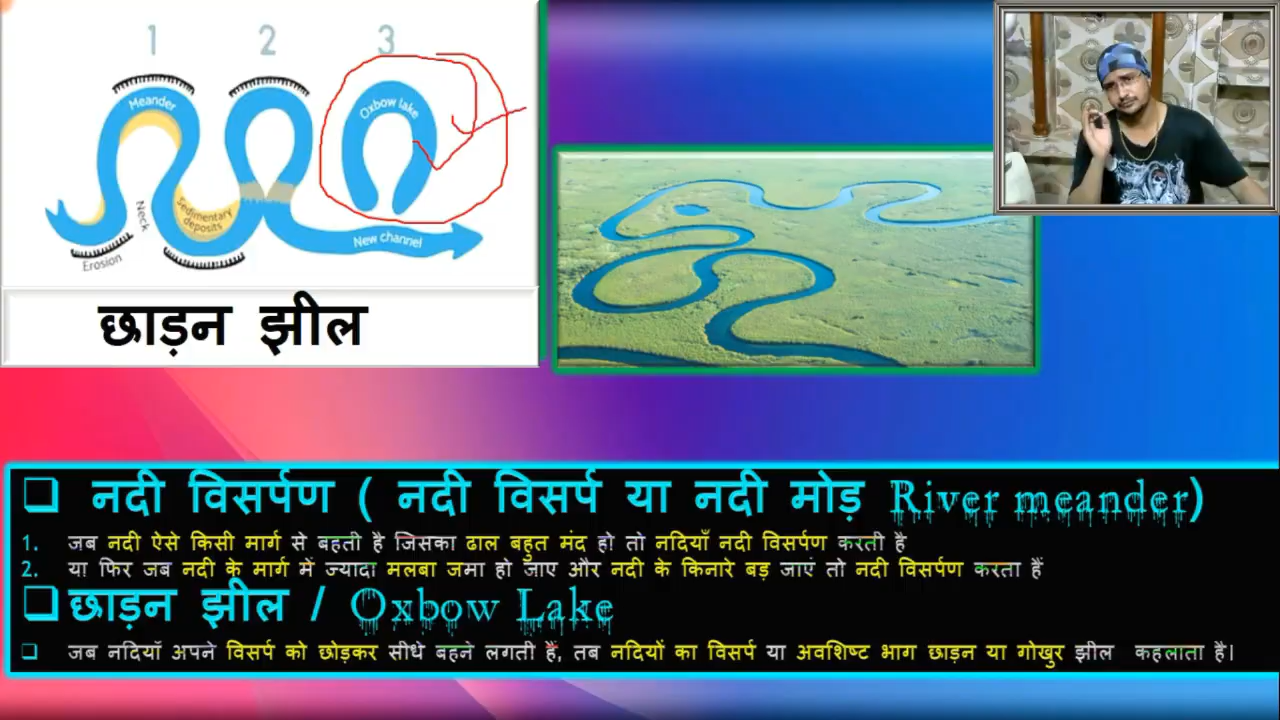 1 2 3
Meander
Oxbow lake
Neck
Sedimentary
deposits
New channel
Erosion
छाड़न झील
❑ नदी विसर्पण ( नदी विसर्प या नदी मोड़ River meander)
1. जब नदी ऐसे किसी मार्ग से बहती है जिसका ढाल बहुत मंद हो तो नदियाँ नदी विसर्पण करती है
2. या फिर जब नदी के मार्ग में ज्यादा मलबा जमा हो जाए और नदी के किनारे बड़ जाएं तो नदी विसर्पण करता हैं
❑ छाड़न झील / Oxbow Lake
❑ जब नदियाँ अपने विसर्प को छोड़कर सीधे बहने लगती हैं, तब नदियों का विसर्प या अवशिष्ट भाग छाड़न या गोखुर झील कहलाता है।